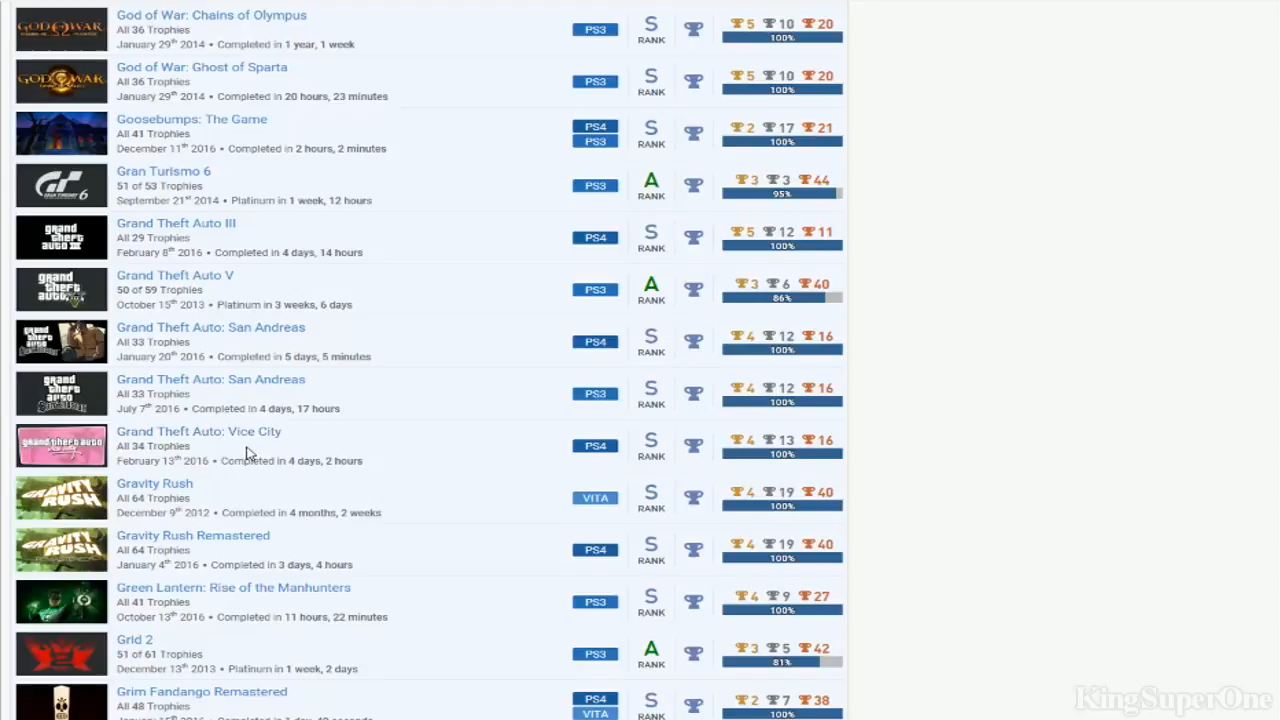 God of War: Chains of Olympus
All 36 Trophies
January 29th 2014 • Completed in 1 year, 1 week
PS3
S
RANK
5 10 20
100%
God of War: Ghost of Sparta
All 36 Trophies
January 29th 2014 • Completed in 20 hours, 23 minutes
PS3
S
RANK
5 10 20
100%
Goosebumps: The Game
All 41 Trophies
December 11th 2016 • Completed in 2 hours, 2 minutes
PS4
PS3
S
RANK
2 17 21
100%
Gran Turismo 6
51 of 53 Trophies
September 21st 2014 • Platinum in 1 week, 12 hours
PS3
A
RANK
3 3 44
95%
Grand Theft Auto III
All 29 Trophies
February 8th 2016 • Completed in 4 days, 14 hours
PS4
S
RANK
5 12 11
100%
Grand Theft Auto V
50 of 59 Trophies
October 15th 2013 • Platinum in 3 weeks, 6 days
PS3
A
RANK
3 6 40
86%
Grand Theft Auto: San Andreas
All 33 Trophies
January 20th 2016 • Completed in 5 days, 5 minutes
PS4
S
RANK
4 12 16
100%
Grand Theft Auto: San Andreas
All 33 Trophies
July 7th 2016 • Completed in 4 days, 17 hours
PS3
S
RANK
4 12 16
100%
Grand Theft Auto: Vice City
All 34 Trophies
February 13th 2016 • Completed in 4 days, 2 hours
PS4
S
RANK
4 13 16
100%
Gravity Rush
All 64 Trophies
December 9th 2012 • Completed in 4 months, 2 weeks
VITA
S
RANK
4 19 40
100%
Gravity Rush Remastered
All 64 Trophies
January 4th 2016 • Completed in 3 days, 4 hours
PS4
S
RANK
4 19 40
100%
Green Lantern: Rise of the Manhunters
All 41 Trophies
October 13th 2016 • Completed in 11 hours, 22 minutes
PS3
S
RANK
4 9 27
100%
Grid 2
51 of 61 Trophies
December 13th 2013 • Platinum in 1 week, 2 days
PS3
A
RANK
3 5 42
81%
Grim Fandango Remastered
All 48 Trophies
PS4
VITA
S
RANK
2 7 38
100%
KingSuperOne